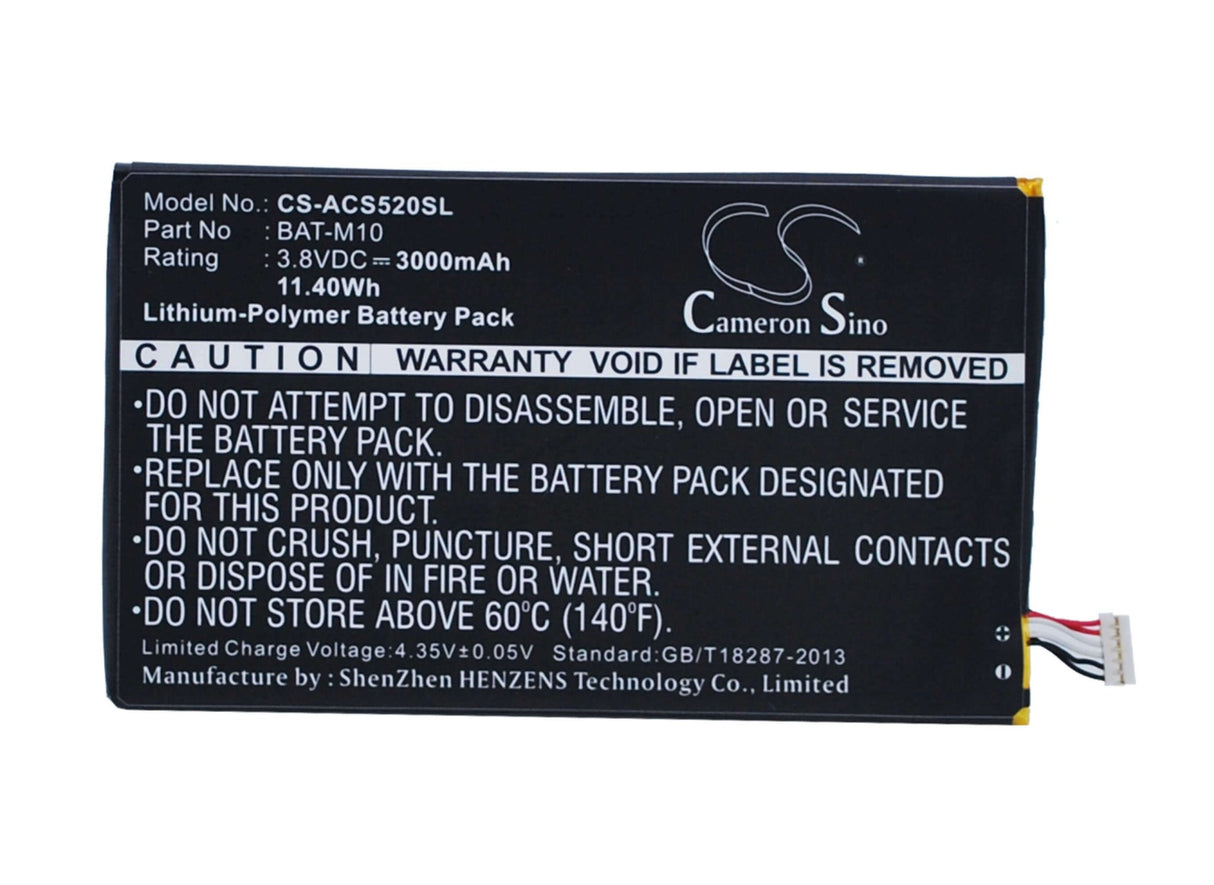 Model No.: CS-ACS520SL
Part No : BAT-M10
Rating : 3.8VDC ⎓ 3000mAh
11.40Wh
Lithium-Polymer Battery Pack
CS
Cameron Sino
CAUTION WARRANTY VOID IF LABEL IS REMOVED
•DO NOT ATTEMPT TO DISASSEMBLE, OPEN OR SERVICE
THE BATTERY PACK.
•REPLACE ONLY WITH THE BATTERY PACK DESIGNATED
FOR THIS PRODUCT.
•DO NOT CRUSH, PUNCTURE, SHORT EXTERNAL CONTACTS
OR DISPOSE OF IN FIRE OR WATER.
•DO NOT STORE ABOVE 60°C (140°F).
Limited Charge Voltage:4.35V±0.05V Standard:GB/T18287-2013
Manufacture by : ShenZhen HENZENS Technology Co., Limited